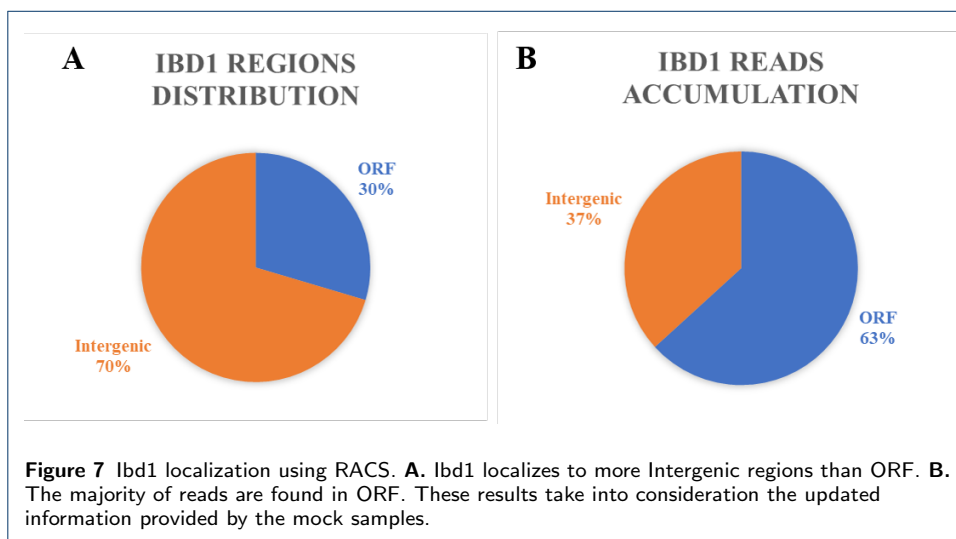 A
IBD1 REGIONS
DISTRIBUTION
ORF
30%
Intergenic
70%
B
IBD1 READS
ACCUMULATION
Intergenic
37%
ORF
63%
Figure 7 Ibd1 localization using RACS. A. Ibd1 localizes to more Intergenic regions than ORF. B.
The majority of reads are found in ORF. These results take into consideration the updated
information provided by the mock samples.